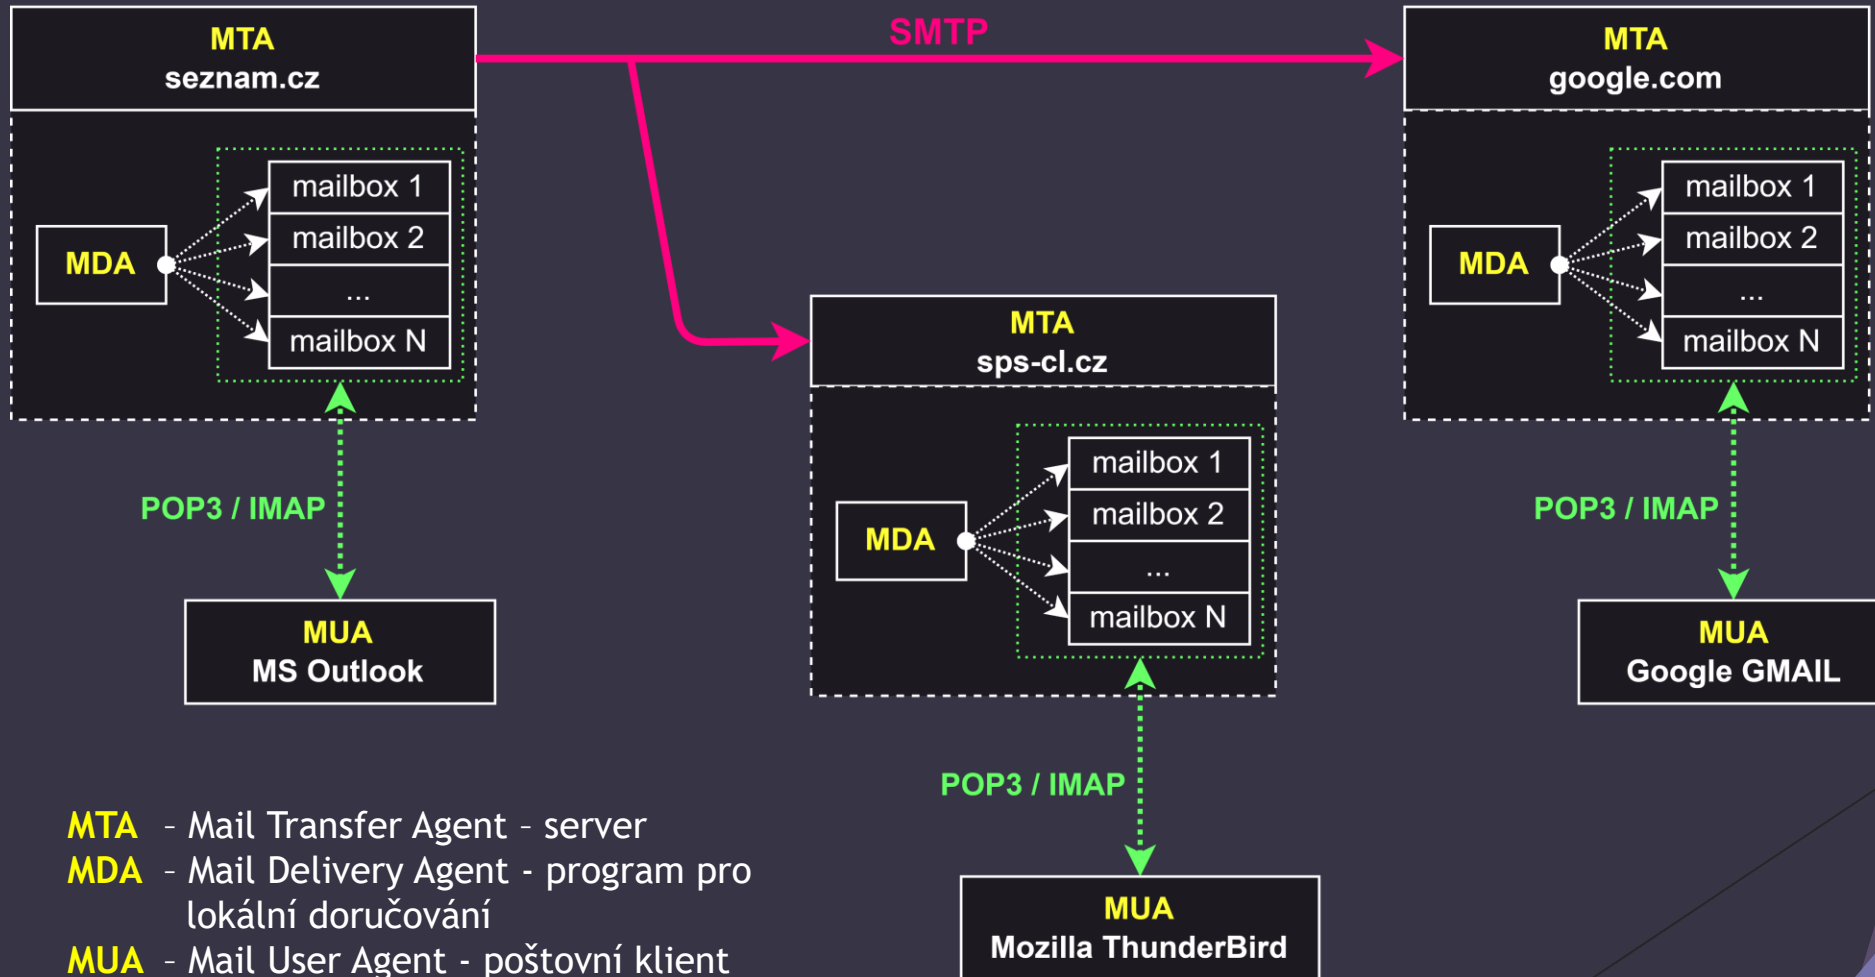 MTA
seznam.cz
SMTP
MTA
google.com
MDA
mailbox 1
mailbox 2
...
mailbox N
MDA
mailbox 1
mailbox 2
...
mailbox N
MTA
sps-cl.cz
MDA
mailbox 1
mailbox 2
...
mailbox N
POP3 / IMAP
POP3 / IMAP
MUA
MS Outlook
MUA
Google GMAIL
POP3 / IMAP
MUA
Mozilla ThunderBird
MTA – Mail Transfer Agent – server
MDA – Mail Delivery Agent - program pro
lokální doručování
MUA – Mail User Agent - poštovní klient